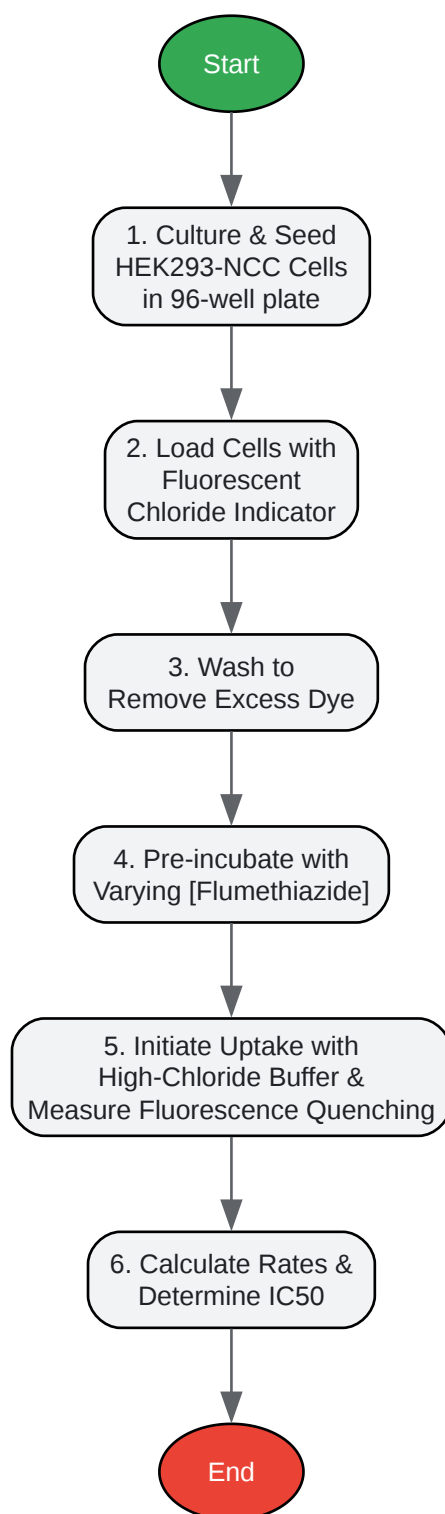 Start
1. Culture & Seed
HEK293-NCC Cells
in 96-well plate
2. Load Cells with
Fluorescent
Chloride Indicator
3. Wash to
Remove Excess Dye
4. Pre-incubate with
Varying [Flumethiazide]
5. Initiate Uptake with
High-Chloride Buffer &
Measure Fluorescence Quenching
6. Calculate Rates &
Determine IC50
End